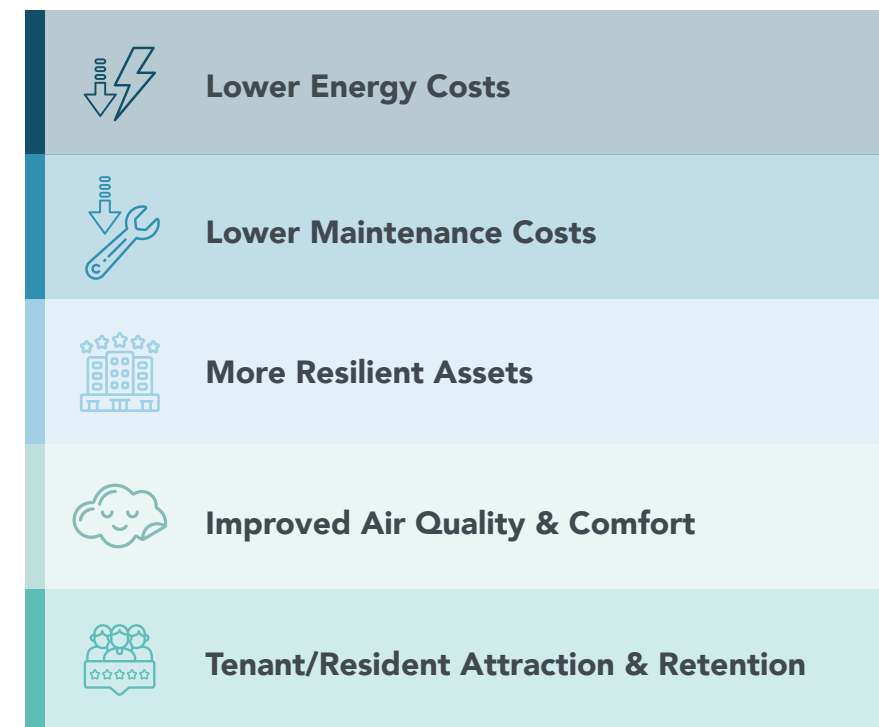 Lower Energy Costs
Lower Maintenance Costs
More Resilient Assets
Improved Air Quality & Comfort
Tenant/Resident Attraction & Retention